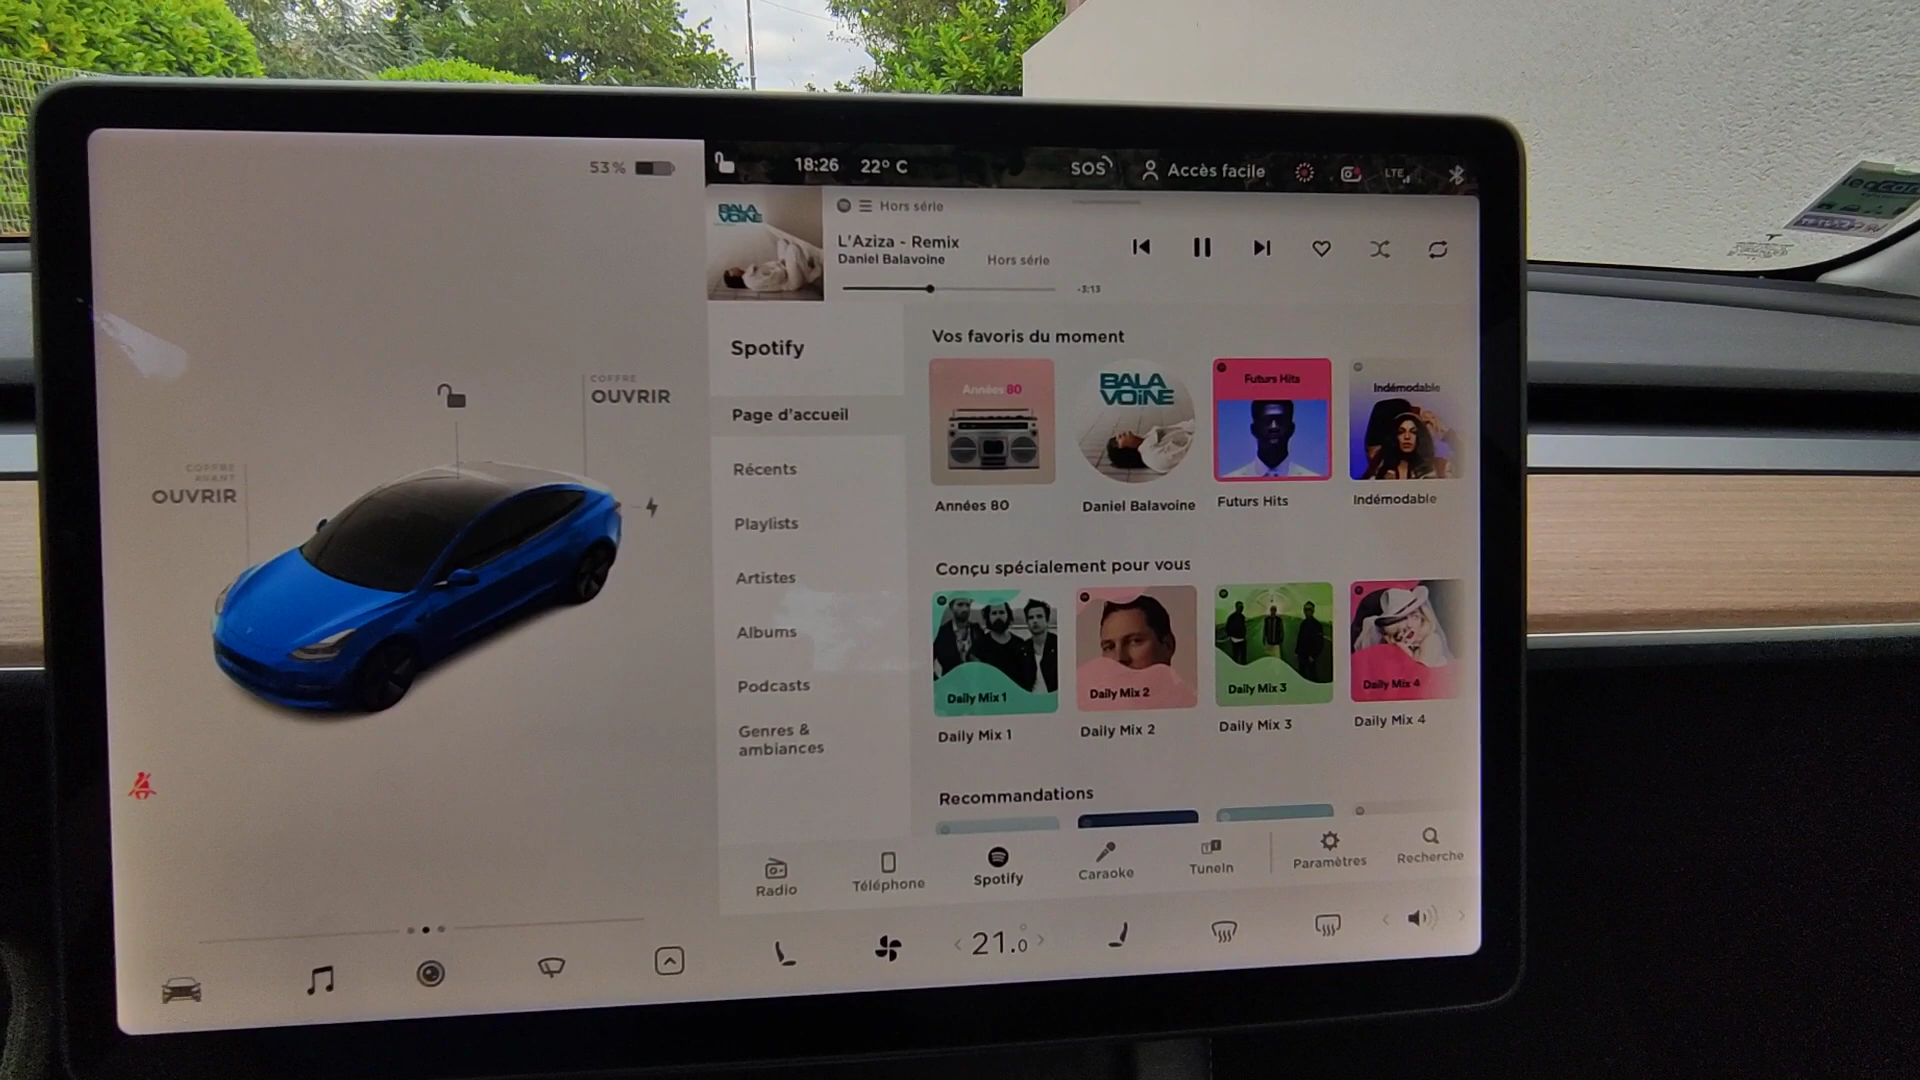 53%
18:26 22° C SOS Accès facile LTE
BALA
VOINE
Hors série
L'Aziza - Remix
Daniel Balavoine Hors série
-3:13
COFFRE
OUVRIR
COFFRE
AVANT
OUVRIR
Spotify
Page d'accueil
Récents
Playlists
Artistes
Albums
Podcasts
Genres &
ambiances
Vos favoris du moment
Années 80
BALA
VOINE
Futurs Hits
Indémodable
Années 80 Daniel Balavoine Futurs Hits Indémodable
Conçu spécialement pour vous
Daily Mix 1 Daily Mix 2 Daily Mix 3 Daily Mix 4
Daily Mix 1 Daily Mix 2 Daily Mix 3 Daily Mix 4
Recommandations
Radio Téléphone Spotify Caraoke TuneIn Paramètres Recherche
21.0